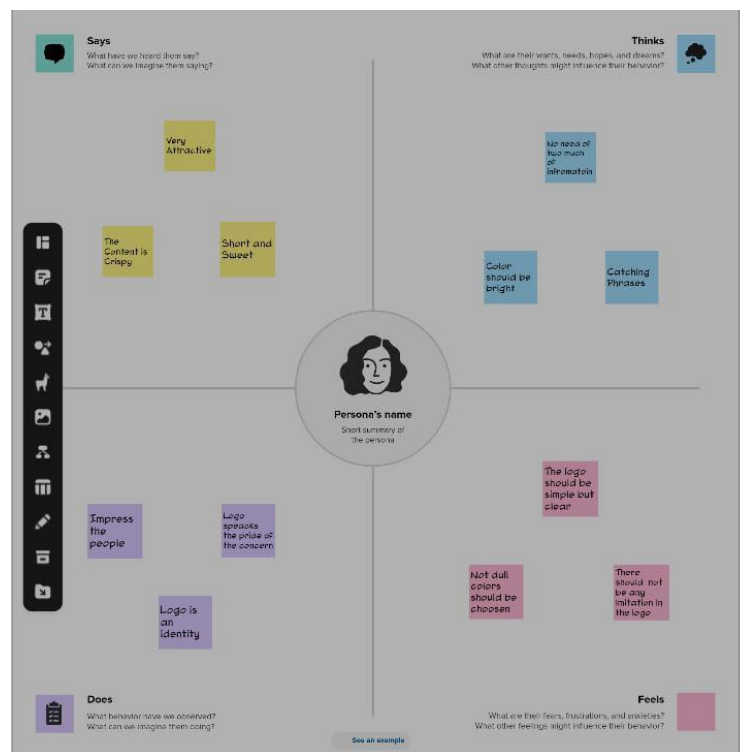 Says
What have we heard them say?
What can we imagine them saying?
Thinks
What are their wants, needs, hopes, and dreams?
What other thoughts might influence their behavior?
Very
Attractive
The
Content is
Crispy
Short and
Sweet
No need of
two much
of
infromatoin
Color
should be
bright
Catching
Phrases
Persona's name
Short summary of
the persona
Impress
the
people
Logo
speacks
the pride of
the concern
Logo is
an
identity
The logo
should be
simple but
clear
Not dull
colors
should be
choosen
There
should not
be any
imitation in
the logo
Does
What behavior have we observed?
What can we imagine them doing?
Feels
What are their fears, frustrations, and anxieties?
What other feelings might influence their behavior?
See an example